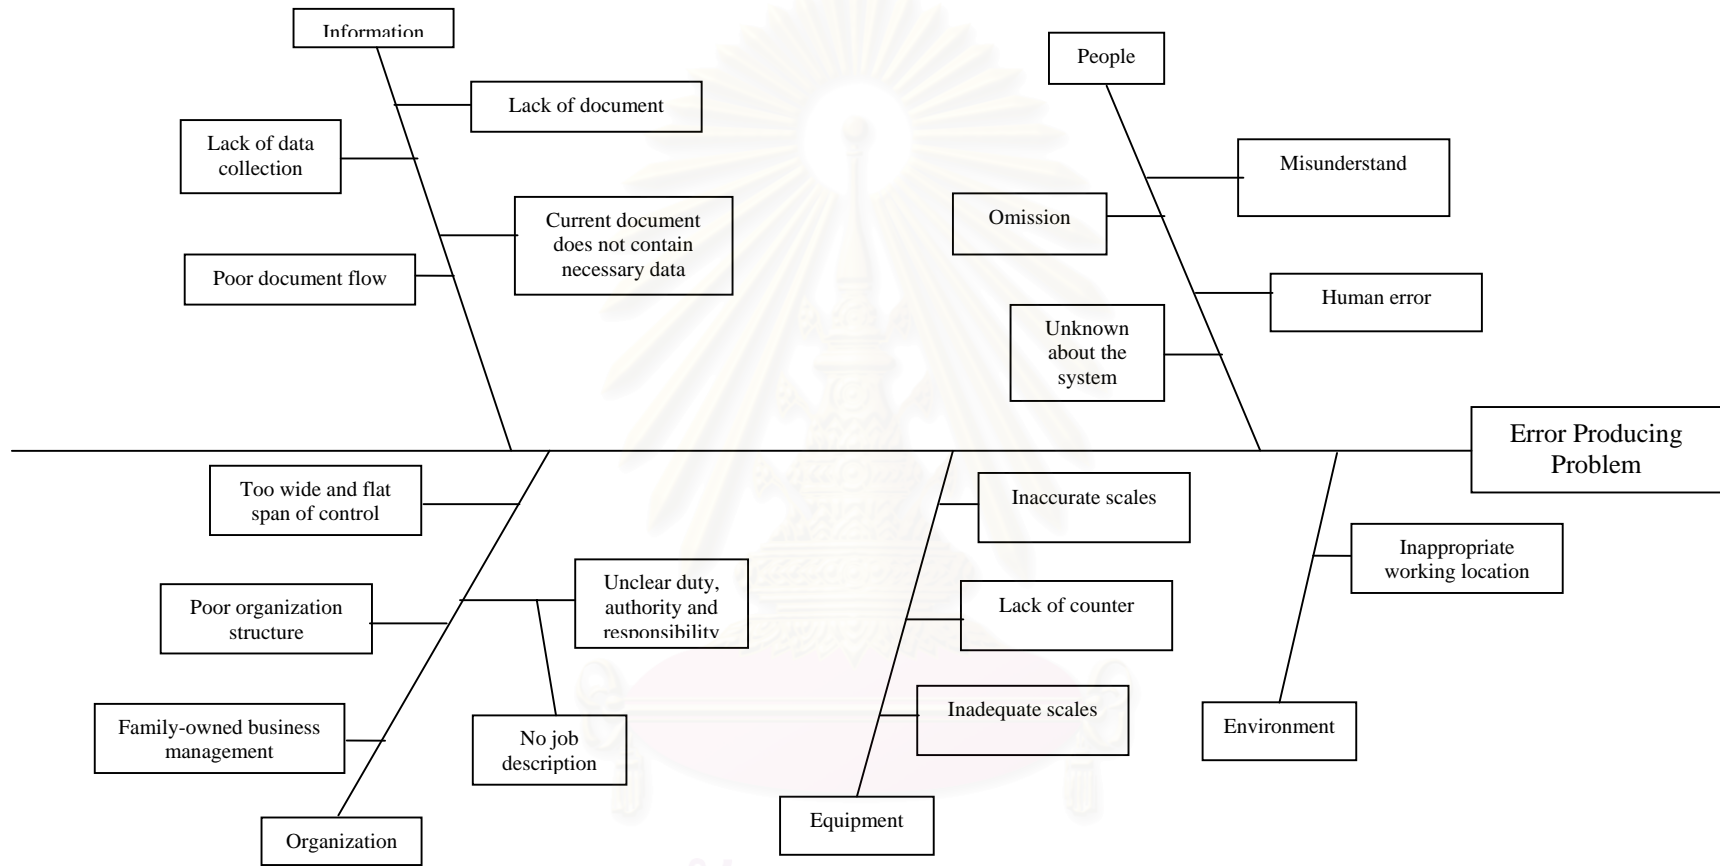 Information
Lack of document
Lack of data
collection
Current document
does not contain
necessary data
Poor document flow
People
Misunderstand
Omission
Human error
Unknown
about the
system
Error Producing
Problem
Too wide and flat
span of control
Unclear duty,
authority and
responsibility
Poor organization
structure
Family-owned business
management
No job
description
Organization
Inaccurate scales
Lack of counter
Inadequate scales
Equipment
Inappropriate
working location
Environment